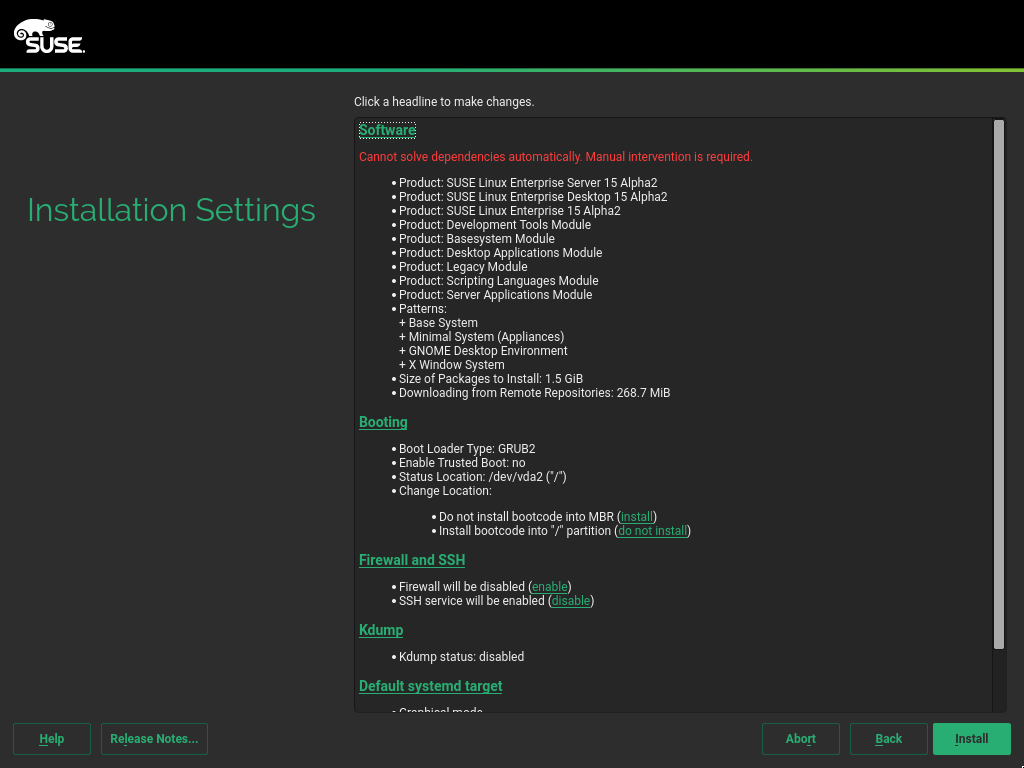 SUSE.
Click a headline to make changes.
Software
Cannot solve dependencies automatically. Manual intervention is required.
Installation Settings
• Product: SUSE Linux Enterprise Server 15 Alpha2
• Product: SUSE Linux Enterprise Desktop 15 Alpha2
• Product: SUSE Linux Enterprise 15 Alpha2
• Product: Development Tools Module
• Product: Basesystem Module
• Product: Desktop Applications Module
• Product: Legacy Module
• Product: Scripting Languages Module
• Product: Server Applications Module
• Patterns:
+ Base System
+ Minimal System (Appliances)
+ GNOME Desktop Environment
+ X Window System
• Size of Packages to Install: 1.5 GiB
• Downloading from Remote Repositories: 268.7 MiB
Booting
• Boot Loader Type: GRUB2
• Enable Trusted Boot: no
• Status Location: /dev/vda2 ("/")
• Change Location:
• Do not install bootcode into MBR (install)
• Install bootcode into "/" partition (do not install)
Firewall and SSH
• Firewall will be disabled (enable)
• SSH service will be enabled (disable)
Kdump
• Kdump status: disabled
Default systemd target
• Graphical mode
Help
Release Notes...
Abort
Back
Install